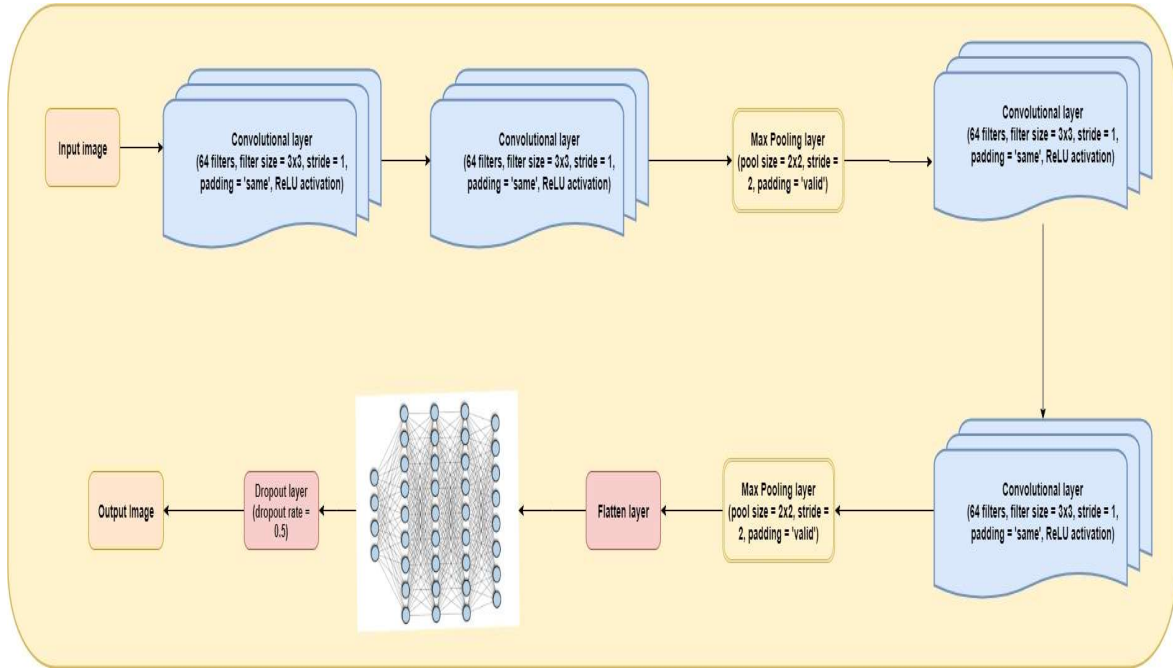 Input image
Convolutional layer
(64 filters, filter size = 3x3, stride = 1,
padding = 'same', ReLU activation)
Convolutional layer
(64 filters, filter size = 3x3, stride = 1,
padding = 'same', ReLU activation)
Max Pooling layer
(pool size = 2x2, stride =
2, padding = 'valid')
Convolutional layer
(64 filters, filter size = 3x3, stride = 1,
padding = 'same', ReLU activation)
Convolutional layer
(64 filters, filter size = 3x3, stride = 1,
padding = 'same', ReLU activation)
Max Pooling layer
(pool size = 2x2, stride =
2, padding = 'valid')
Flatten layer
Dropout layer
(dropout rate =
0.5)
Output Image